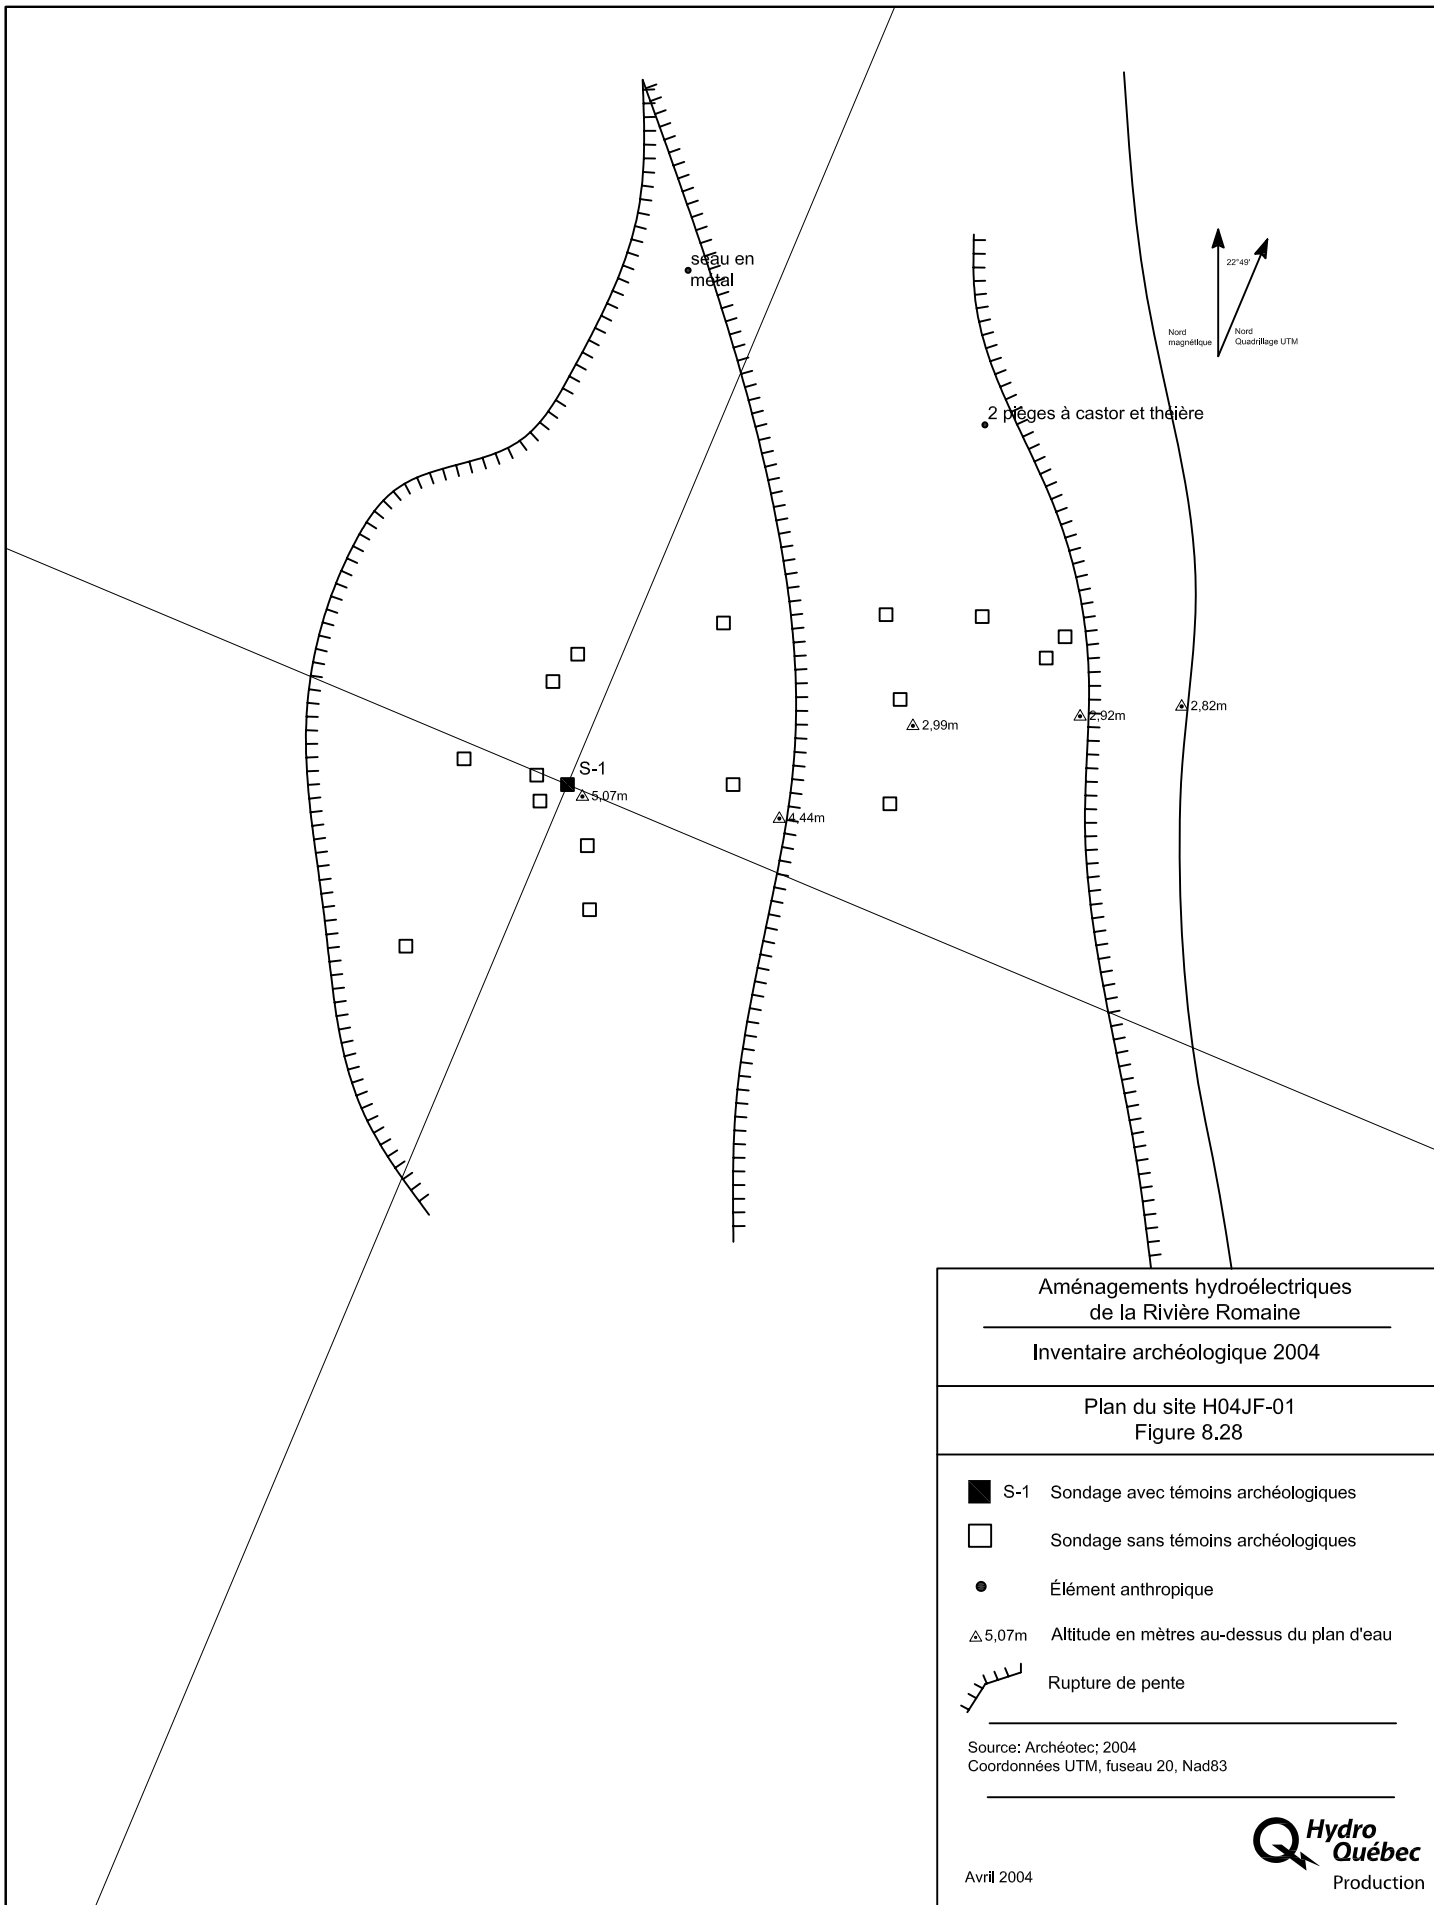 seau en
métal
22°49'
Nord
magnétique
Nord
Quadrillage UTM
2 pièges à castor et théière
2,82m
2,92m
2,99m
S-1
5,07m
4,44m
Aménagements hydroélectriques
de la Rivière Romaine
Inventaire archéologique 2004
Plan du site H04JF-01
Figure 8.28
S-1 Sondage avec témoins archéologiques
Sondage sans témoins archéologiques
Élément anthropique
5,07m Altitude en mètres au-dessus du plan d'eau
Rupture de pente
Source: Archéotec; 2004
Coordonnées UTM, fuseau 20, Nad83
Hydro
Québec
Production
Avril 2004